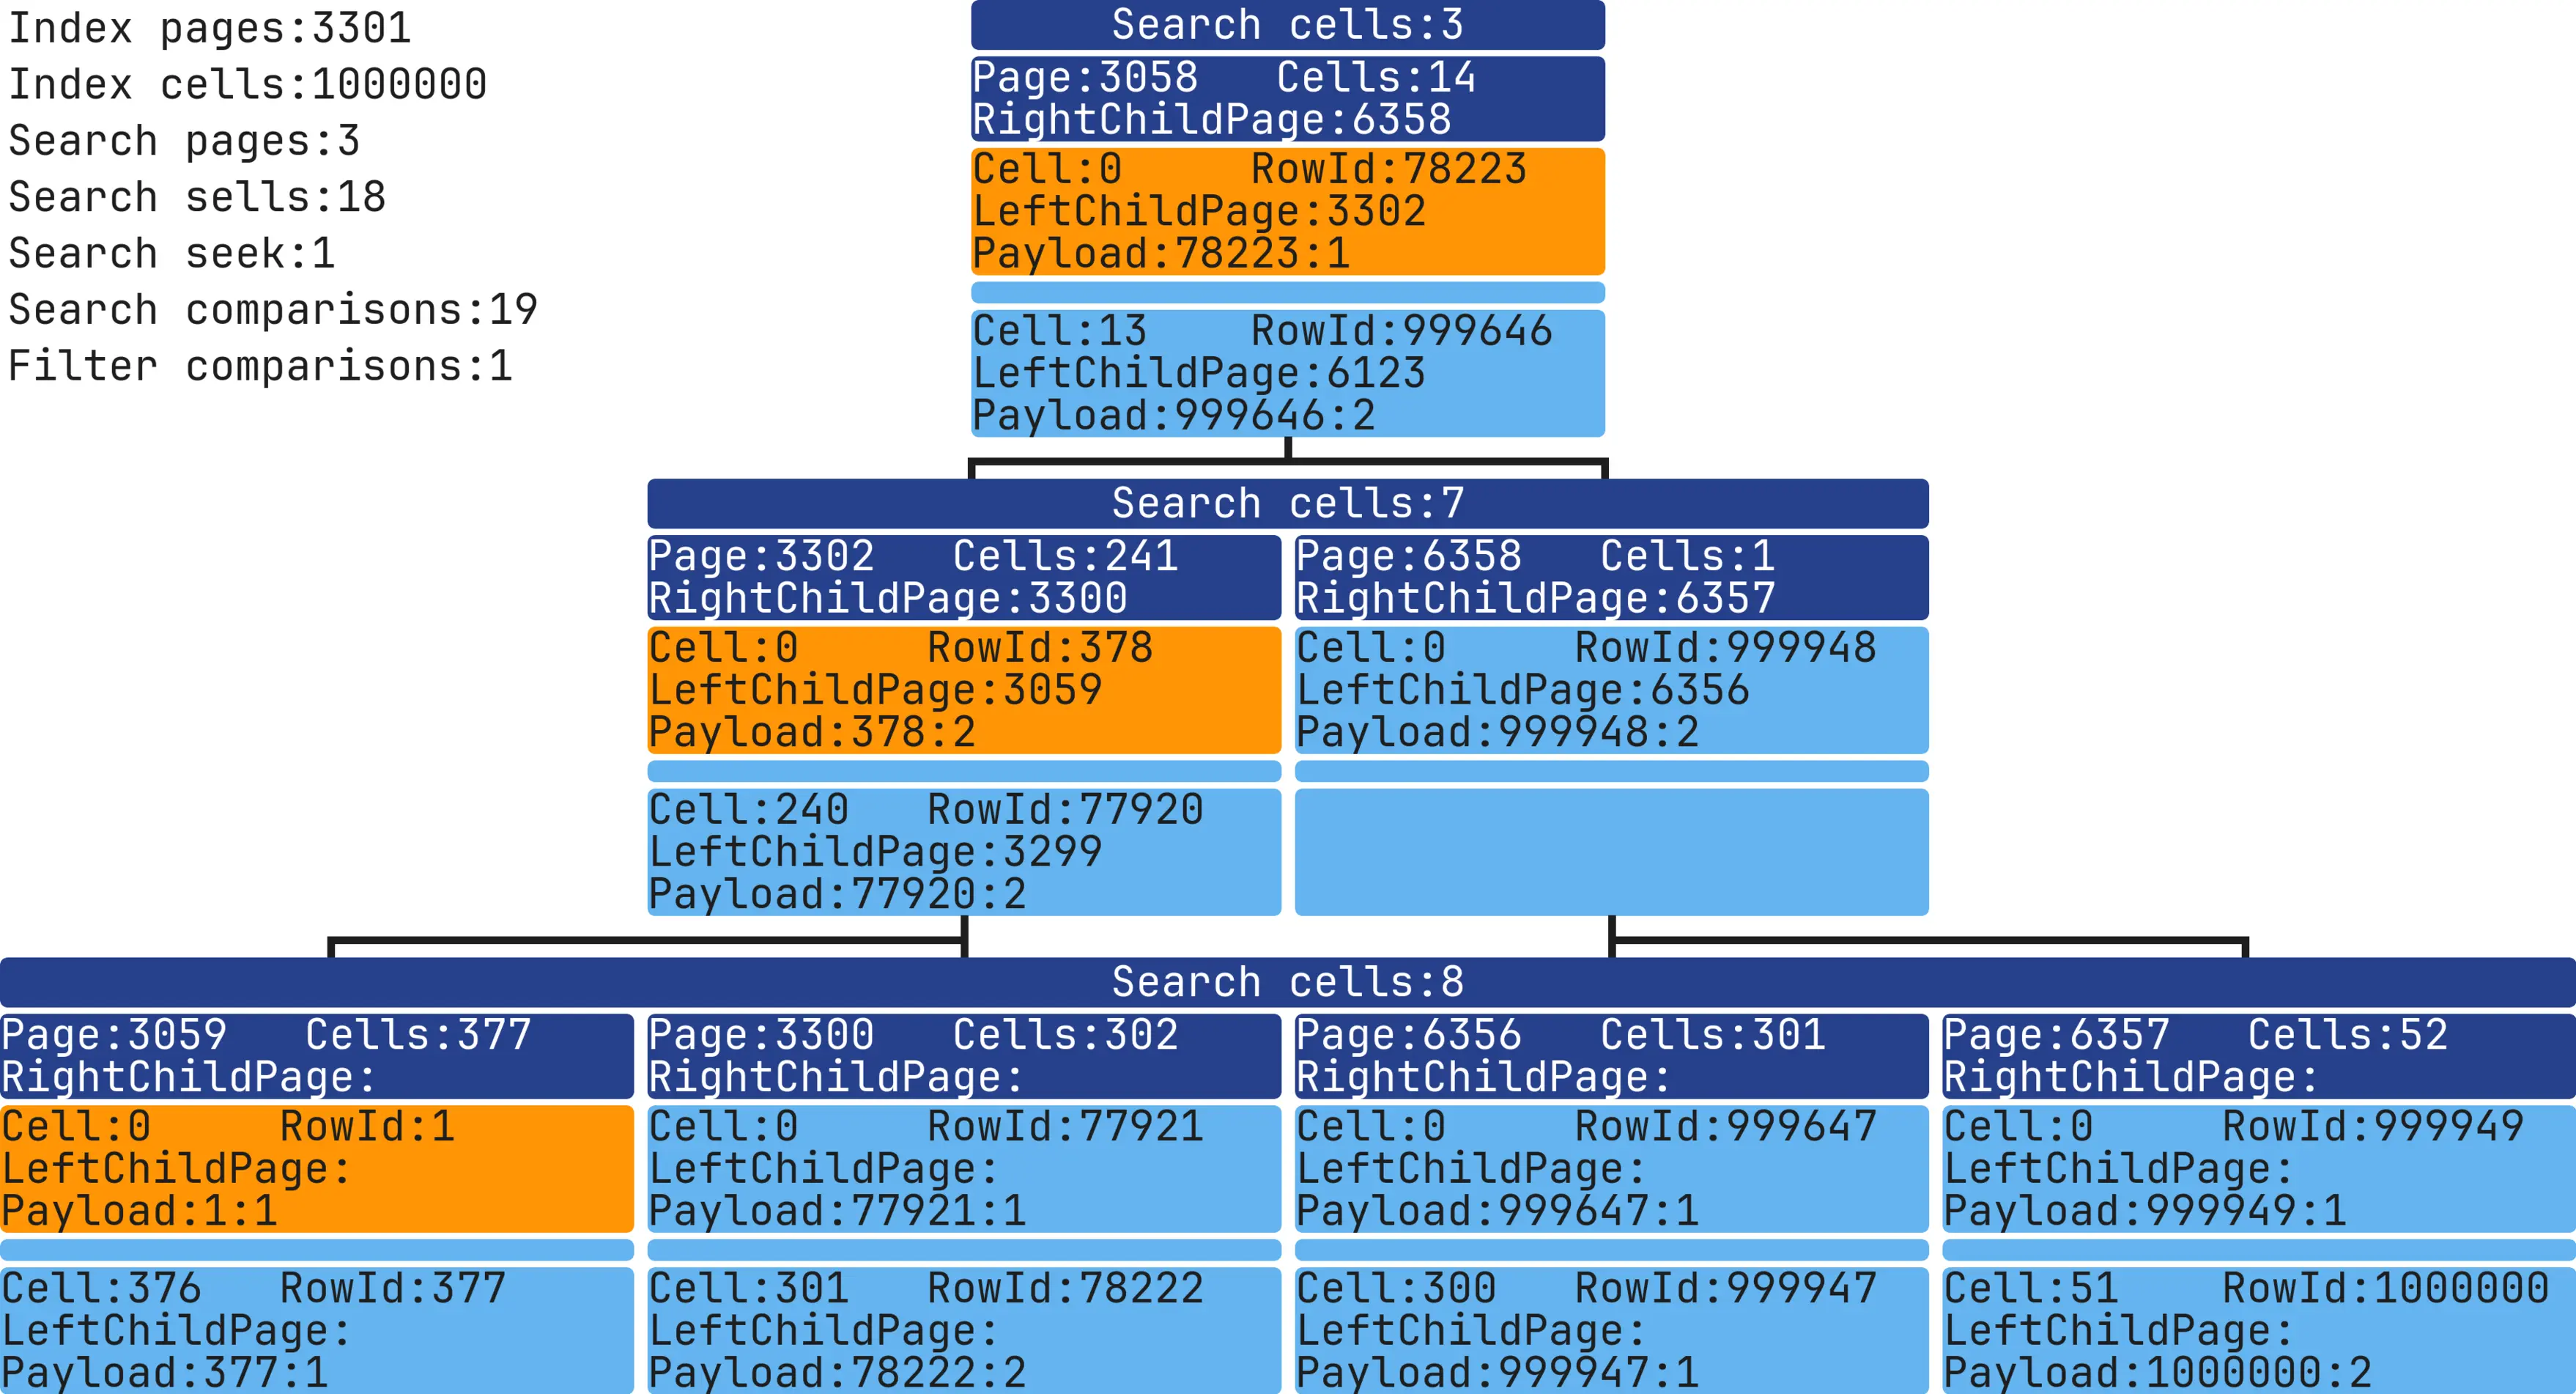 Index pages:3301
Index cells:1000000
Search pages:3
Search sells:18
Search seek:1
Search comparisons:19
Filter comparisons:1
Search cells:3
Page:3058 Cells:14
RightChildPage:6358
Cell:0 RowId:78223
LeftChildPage:3302
Payload:78223:1
Cell:13 RowId:999646
LeftChildPage:6123
Payload:999646:2
Search cells:7
Page:3302 Cells:241
RightChildPage:3300
Cell:0 RowId:378
LeftChildPage:3059
Payload:378:2
Cell:240 RowId:77920
LeftChildPage:3299
Payload:77920:2
Page:6358 Cells:1
RightChildPage:6357
Cell:0 RowId:999948
LeftChildPage:6356
Payload:999948:2
Search cells:8
Page:3059 Cells:377
RightChildPage:
Cell:0 RowId:1
LeftChildPage:
Payload:1:1
Cell:376 RowId:377
LeftChildPage:
Payload:377:1
Page:3300 Cells:302
RightChildPage:
Cell:0 RowId:77921
LeftChildPage:
Payload:77921:1
Cell:301 RowId:78222
LeftChildPage:
Payload:78222:2
Page:6356 Cells:301
RightChildPage:
Cell:0 RowId:999647
LeftChildPage:
Payload:999647:1
Cell:300 RowId:999947
LeftChildPage:
Payload:999947:1
Page:6357 Cells:52
RightChildPage:
Cell:0 RowId:999949
LeftChildPage:
Payload:999949:1
Cell:51 RowId:1000000
LeftChildPage:
Payload:1000000:2